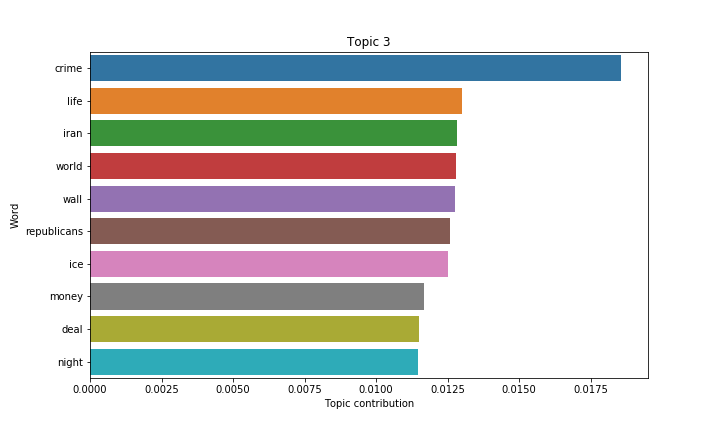 Topic 3
Word
crime
life
iran
world
wall
republicans
ice
money
deal
night
0.0000 0.0025 0.0050 0.0075 0.0100 0.0125 0.0150 0.0175
Topic contribution